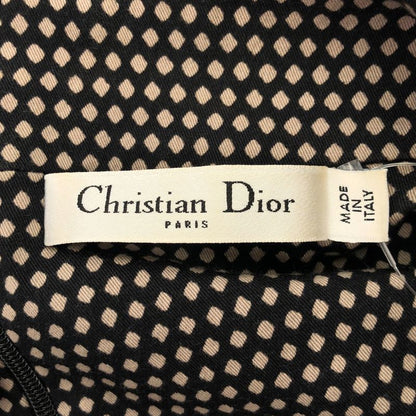 Christian Dior
PARIS
MADE
IN
ITALY